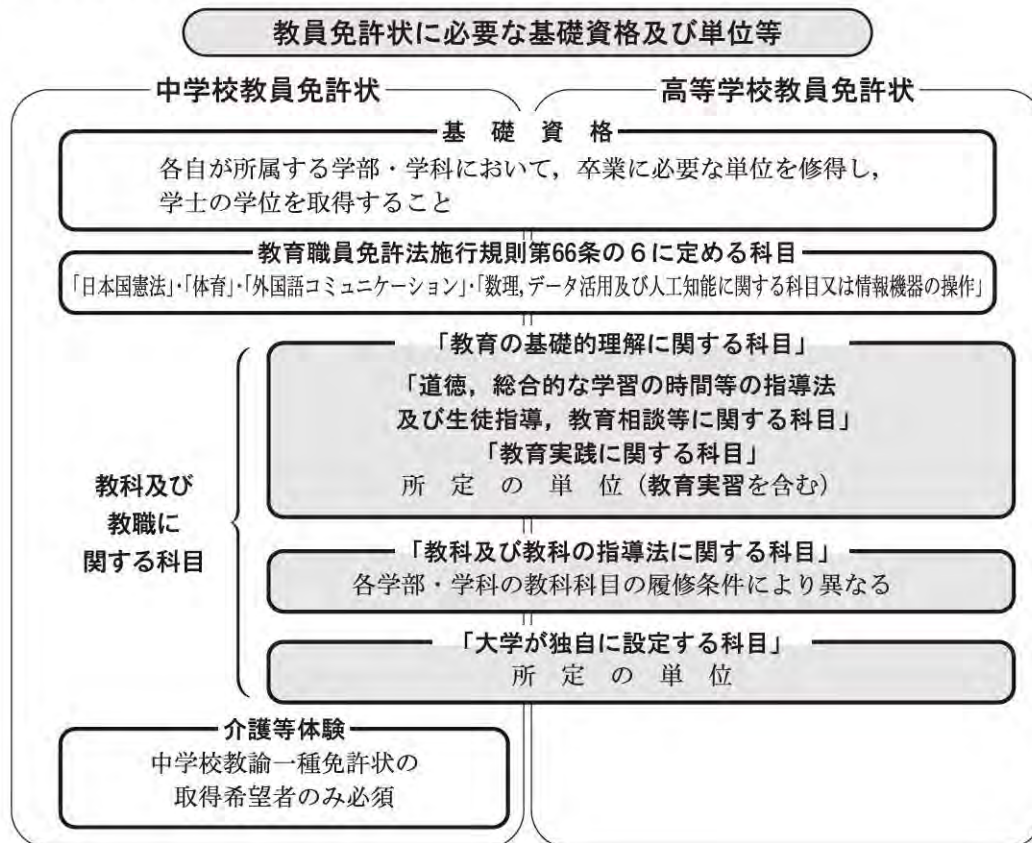 教員免許状に必要な基礎資格及び単位等
中学校教員免許状
高等学校教員免許状
基礎資格
各自が所属する学部・学科において，卒業に必要な単位を修得し，
学士の学位を取得すること
教育職員免許法施行規則第66条の６に定める科目
「日本国憲法」・「体育」・「外国語コミュニケーション」・「数理，データ活用及び人工知能に関する科目又は情報機器の操作」
教科及び
教職に
関する科目
「教育の基礎的理解に関する科目」
「道徳，総合的な学習の時間等の指導法
及び生徒指導，教育相談等に関する科目」
「教育実践に関する科目」
所定の単位（教育実習を含む）
「教科及び教科の指導法に関する科目」
各学部・学科の教科科目の履修条件により異なる
「大学が独自に設定する科目」
所定の単位
介護等体験
中学校教諭一種免許状の
取得希望者のみ必須